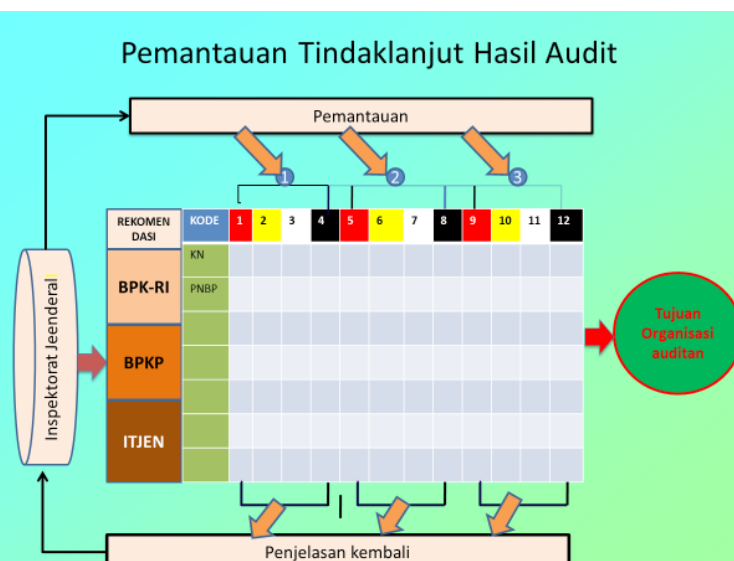 Pemantauan Tindaklanjut Hasil Audit
Pemantauan
1 2 3
REKOMEN
DASI
KODE 1 2 3 4 5 6 7 8 9 10 11 12
KN
BPK-RI
PNBP
BPKP
ITJEN
Inspektorat Jeenderal
Tujuan
Organisasi
auditan
Penjelasan kembali